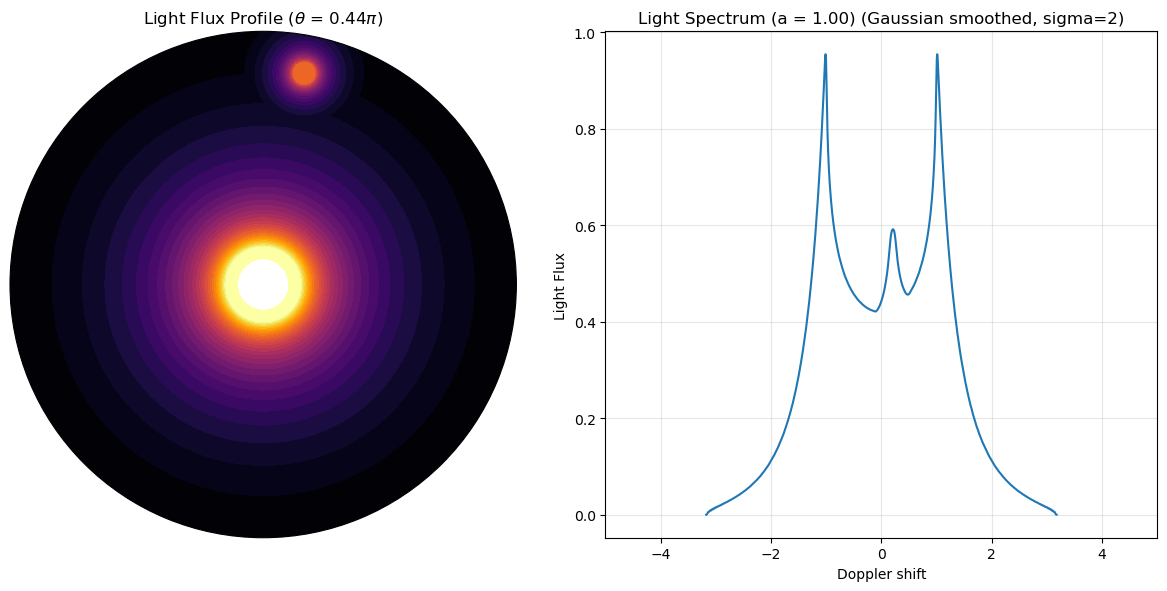 Light Flux Profile (θ = 0.44π)
Light Spectrum (a = 1.00) (Gaussian smoothed, sigma=2)
Light Flux
1.0
0.8
0.6
0.4
0.2
0.0
−4 −2 0 2 4
Doppler shift